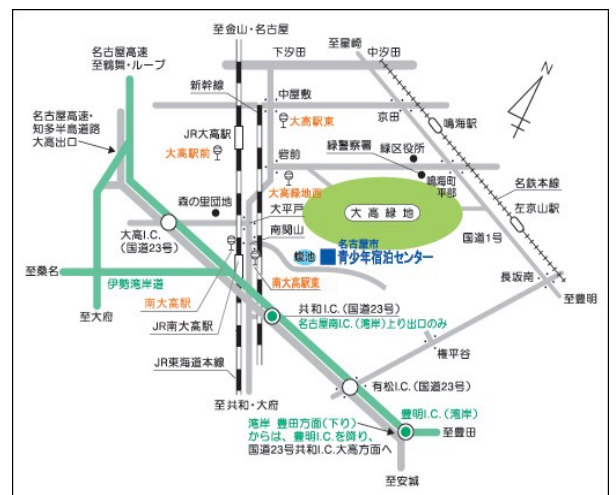 至金山・名古屋
至星崎
中汐田
下汐田
名古屋高速
至鶴舞・ループ
新幹線
中屋敷
名古屋高速・
知多半島道路
大高出口
JR大高駅
大高駅東
京田
鳴海駅
大高駅前
砦前
緑警察署
緑区役所
大高緑地西
鳴海町
平部
名鉄本線
森の里団地
大平戸
大高緑地
左京山駅
大高I.C.
(国道23号)
南関山
国道1号
名古屋市
青少年宿泊センター
至桑名
伊勢湾岸道
南大高駅
南大高駅東
長坂南
至大府
共和I.C.(国道23号)
名古屋南I.C.(湾岸)上り出口のみ
至豊明
JR南大高駅
権平谷
JR東海道本線
有松I.C.(国道23号)
至共和・大府
豊明I.C.(湾岸)
湾岸 豊田方面(下り)
からは、豊明I.C.を降り、
国道23号共和I.C.大高方面へ
至豊田
至安城